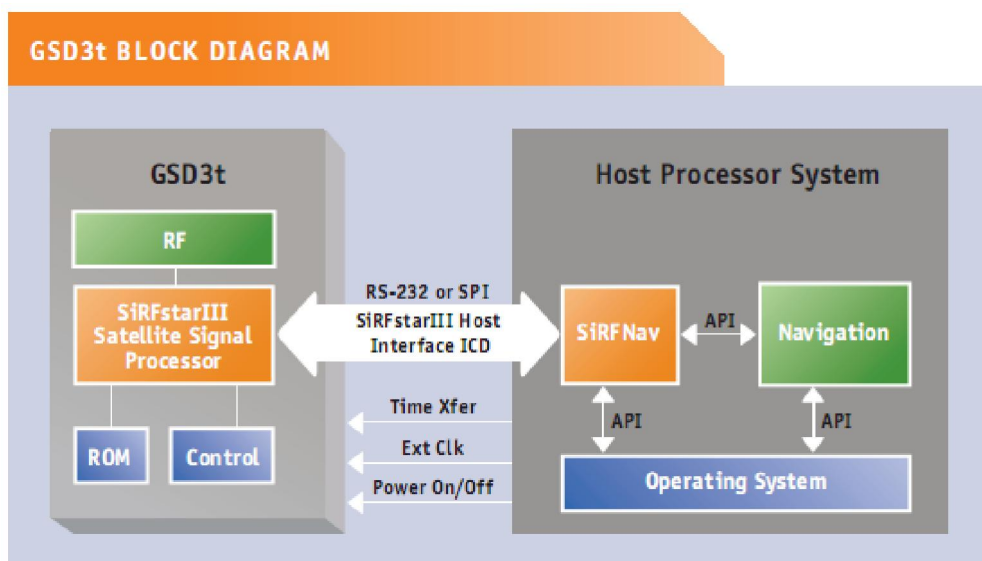 GSD3t BLOCK DIAGRAM
GSD3t
RF
SiRFstarIII
Satellite Signal
Processor
ROM
Control
RS-232 or SPI
SiRFstarIII Host
Interface ICD
Time Xfer
Ext Clk
Power On/Off
Host Processor System
SiRFNav
API
Navigation
API
API
Operating System